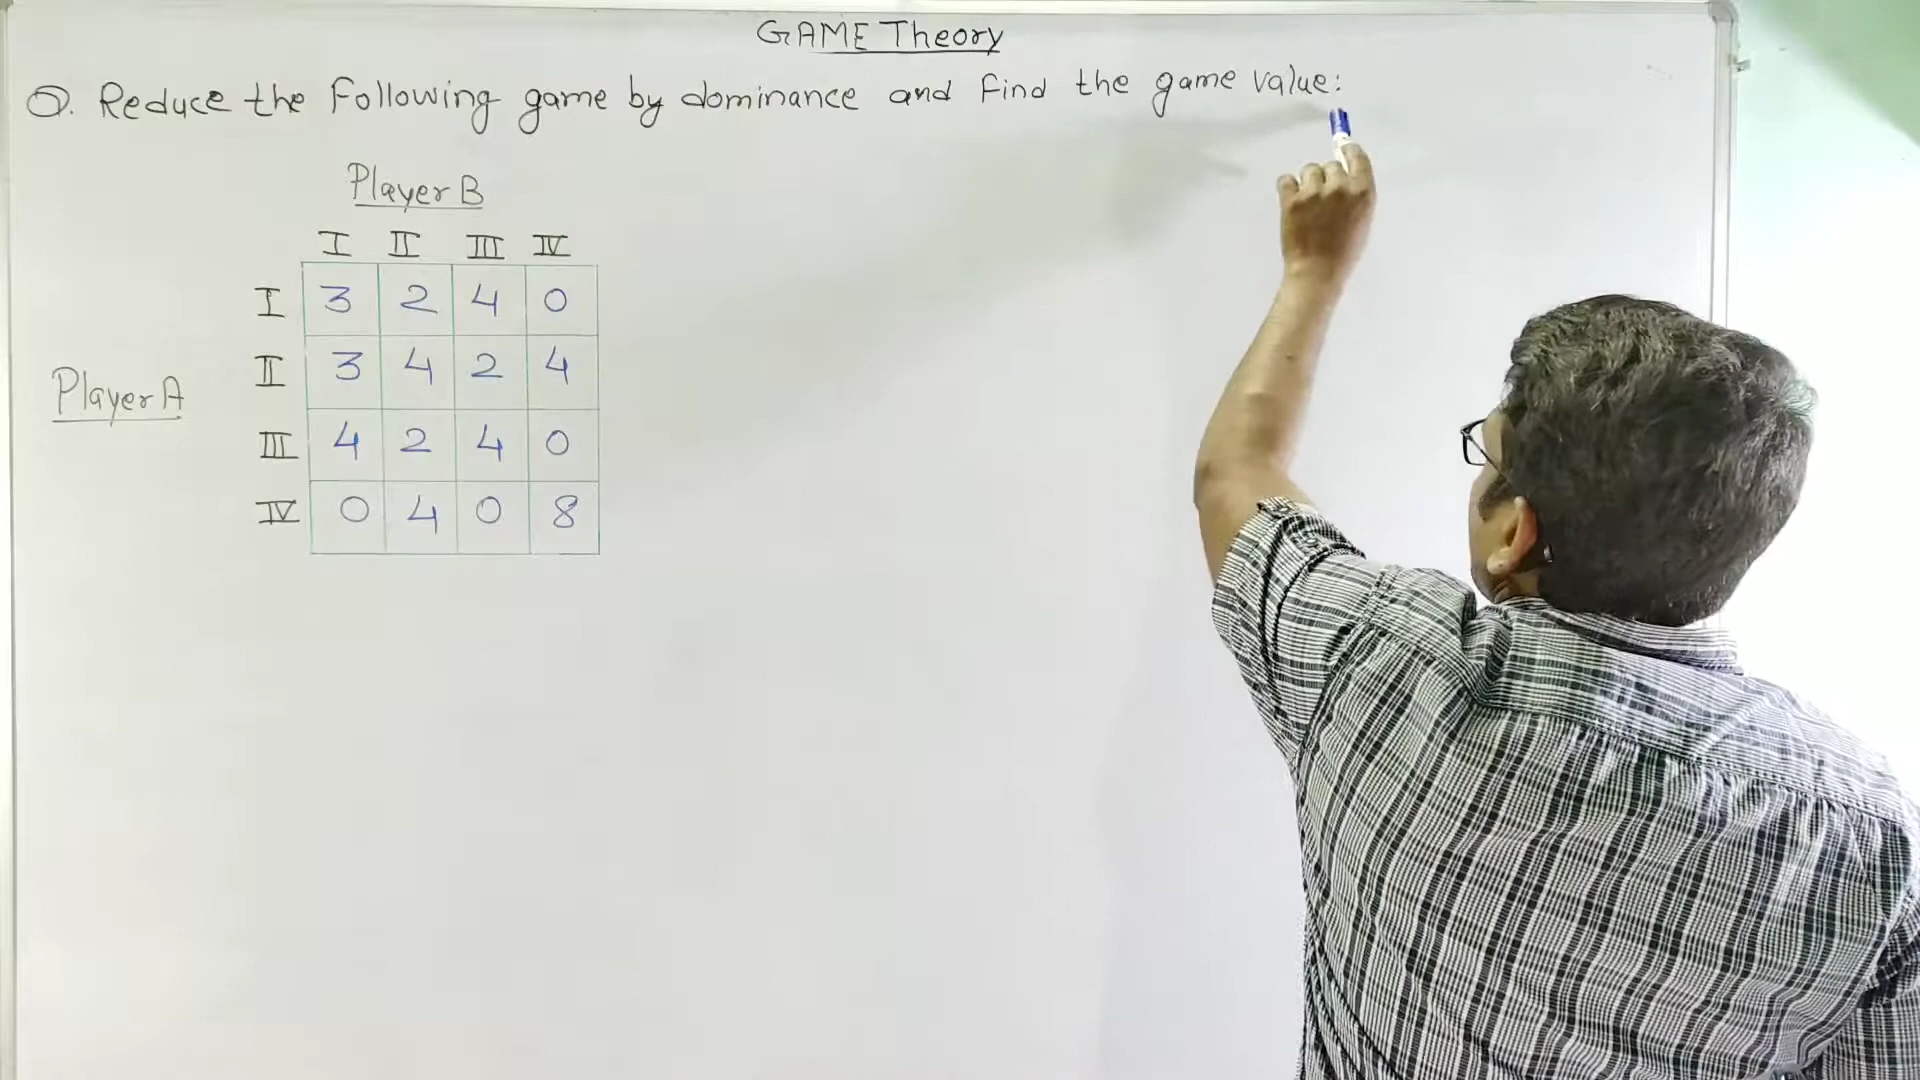 GAME Theory
Q. Reduce the Following game by dominance and Find the game value:
Player B
I II III IV
I 3 2 4 0
II 3 4 2 4
Player A
III 4 2 4 0
IV 0 4 0 8